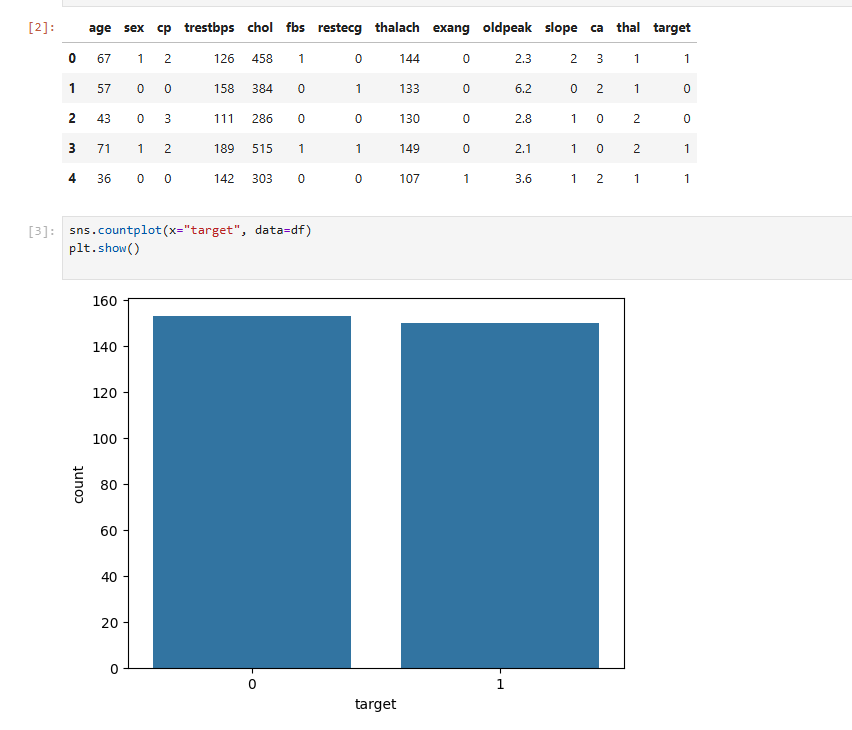 [2]:
age sex cp trestbps chol fbs restecg thalach exang oldpeak slope ca thal target
0 67 1 2 126 458 1 0 144 0 2.3 2 3 1 1
1 57 0 0 158 384 0 1 133 0 6.2 0 2 1 0
2 43 0 3 111 286 0 0 130 0 2.8 1 0 2 0
3 71 1 2 189 515 1 1 149 0 2.1 1 0 2 1
4 36 0 0 142 303 0 0 107 1 3.6 1 2 1 1
[3]:
sns.countplot(x="target", data=df)
plt.show()
160
140
120
100
80
60
40
20
0
count
0 1
target